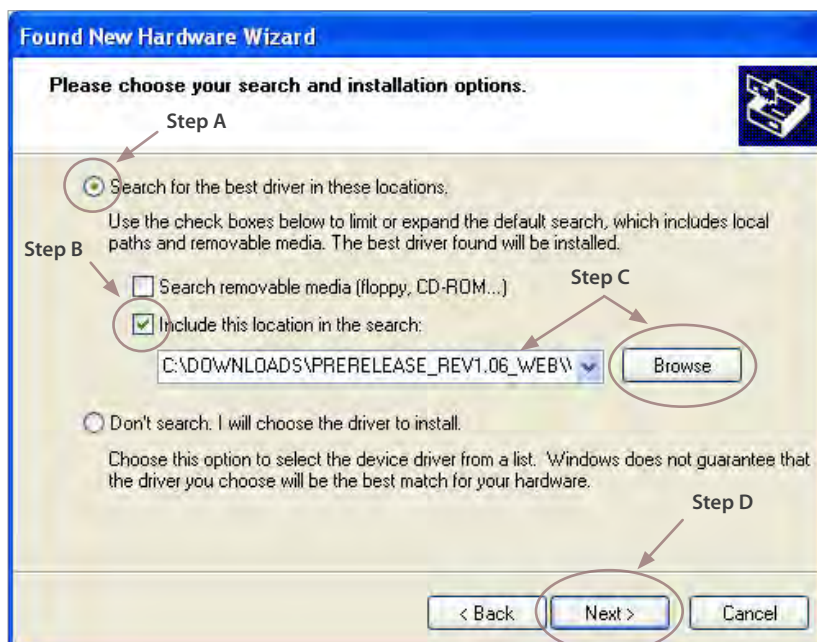 Found New Hardware Wizard
Please choose your search and installation options.
Step A
Search for the best driver in these locations.
Use the check boxes below to limit or expand the default search, which includes local
paths and removable media. The best driver found will be installed.
Step B
Search removable media (floppy, CD-ROM...)
Step C
Include this location in the search:
C:\DOWNLOADS\PRERELEASE_REV1.06_WEB\\
Browse
Don't search. I will choose the driver to install.
Choose this option to select the device driver from a list. Windows does not guarantee that
the driver you choose will be the best match for your hardware.
Step D
< Back
Next >
Cancel